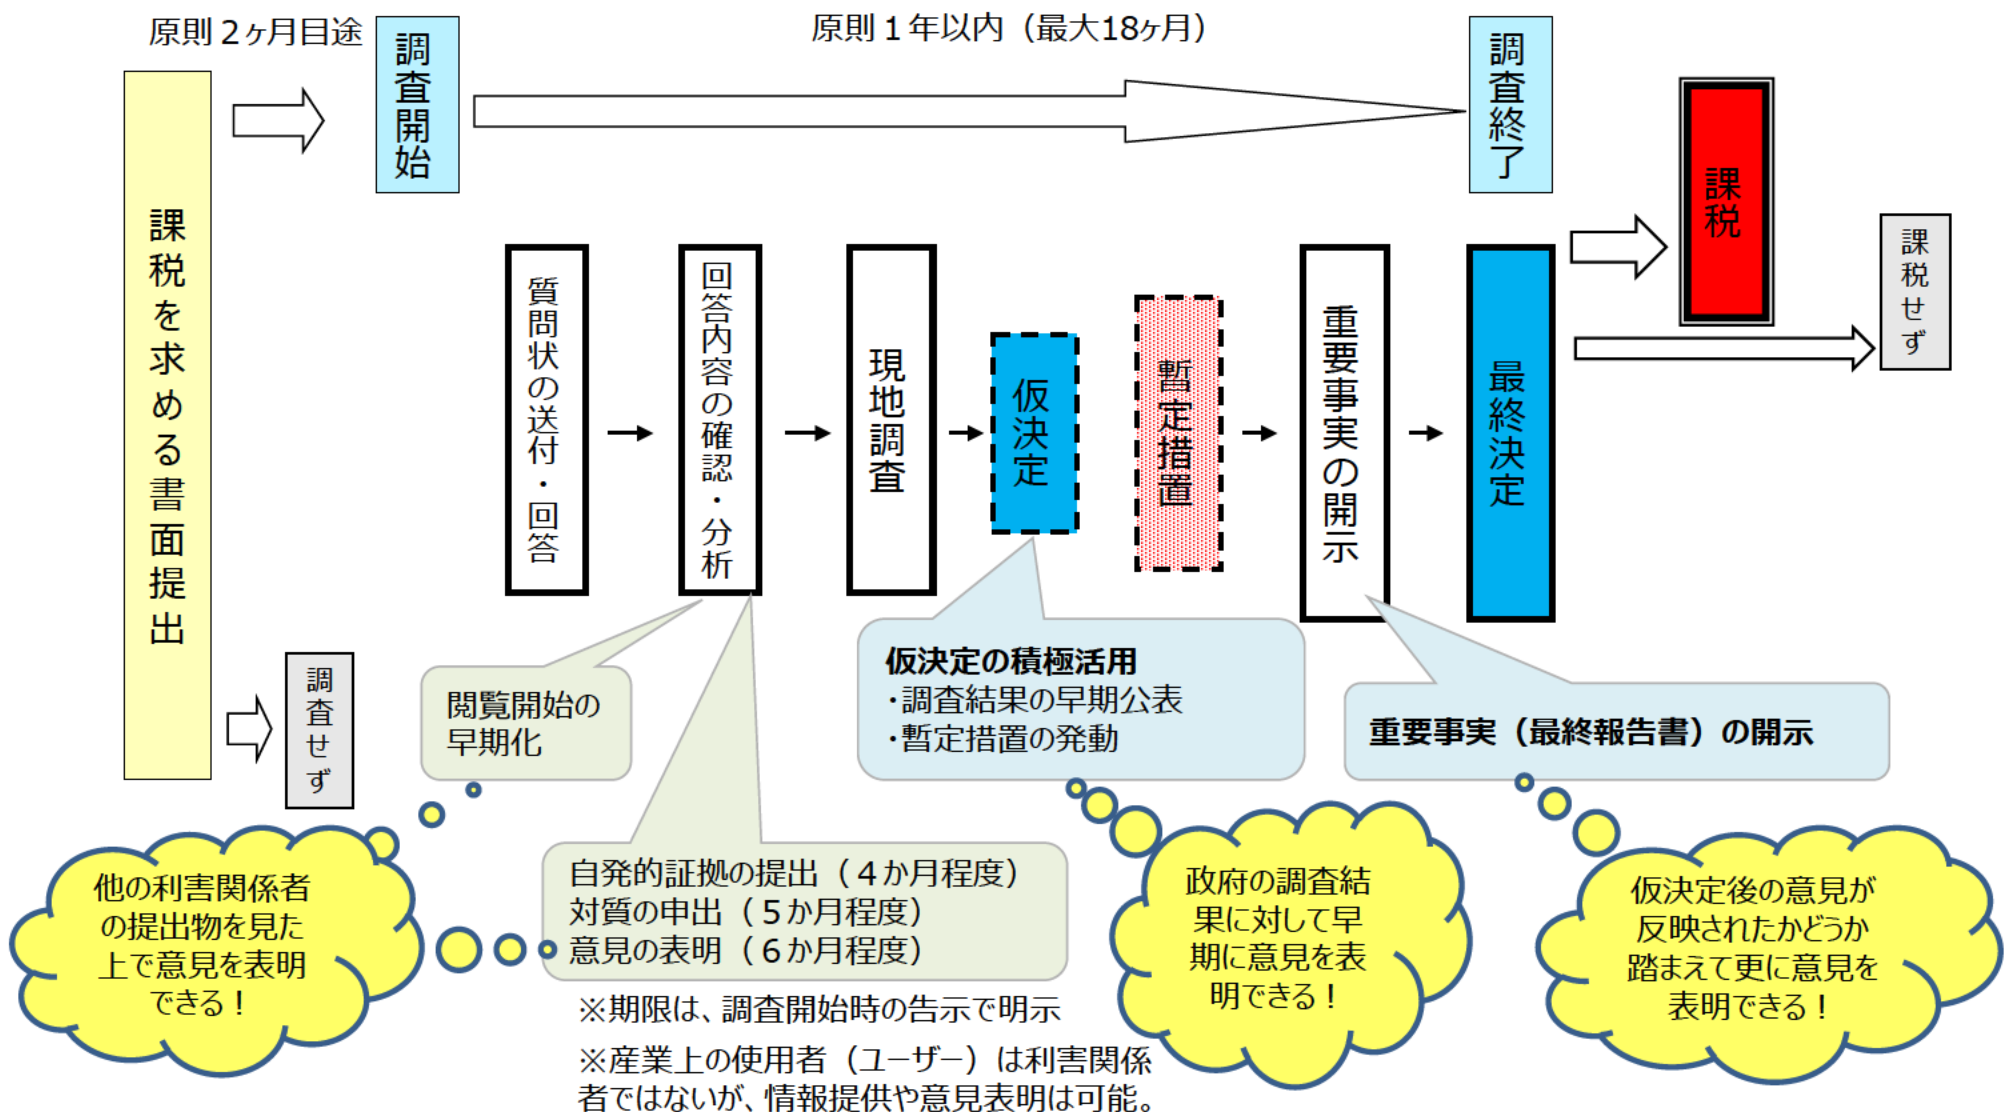 原則２ヶ月目途
原則１年以内（最大18ヶ月）
課税を求める書面提出
調査開始
調査終了
課税
課税せず
調査せず
質問状の送付・回答
回答内容の確認・分析
現地調査
仮決定
暫定措置
重要事実の開示
最終決定
閲覧開始の
早期化
仮決定の積極活用
・調査結果の早期公表
・暫定措置の発動
重要事実（最終報告書）の開示
他の利害関係者
の提出物を見た
上で意見を表明
できる！
自発的証拠の提出（４か月程度）
対質の申出（５か月程度）
意見の表明（６か月程度）
政府の調査結
果に対して早
期に意見を表
明できる！
仮決定後の意見が
反映されたかどうか
踏まえて更に意見を
表明できる！
※期限は、調査開始時の告示で明示
※産業上の使用者（ユーザー）は利害関係
者ではないが、情報提供や意見表明は可能。